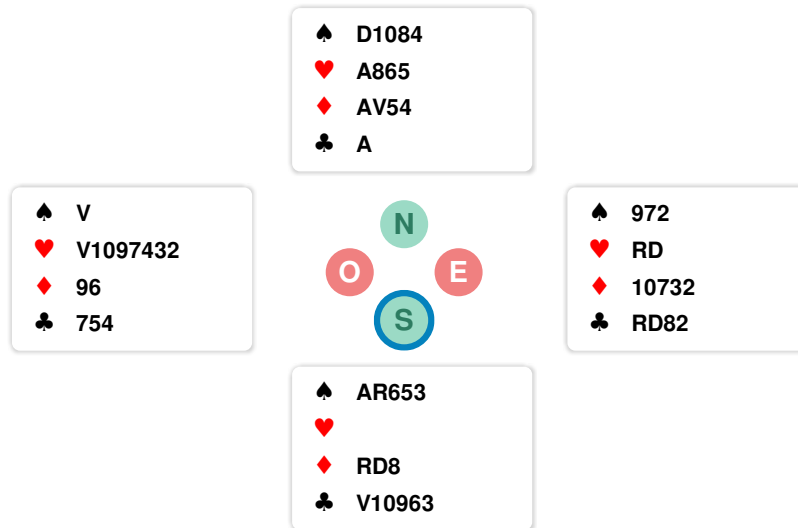 ♠ D1084
♥ A865
♦ AV54
♣ A
♠ V
♥ V1097432
♦ 96
♣ 754
N
O
E
S
♠ 972
♥ RD
♦ 10732
♣ RD82
♠ AR653
♥
♦ RD8
♣ V10963